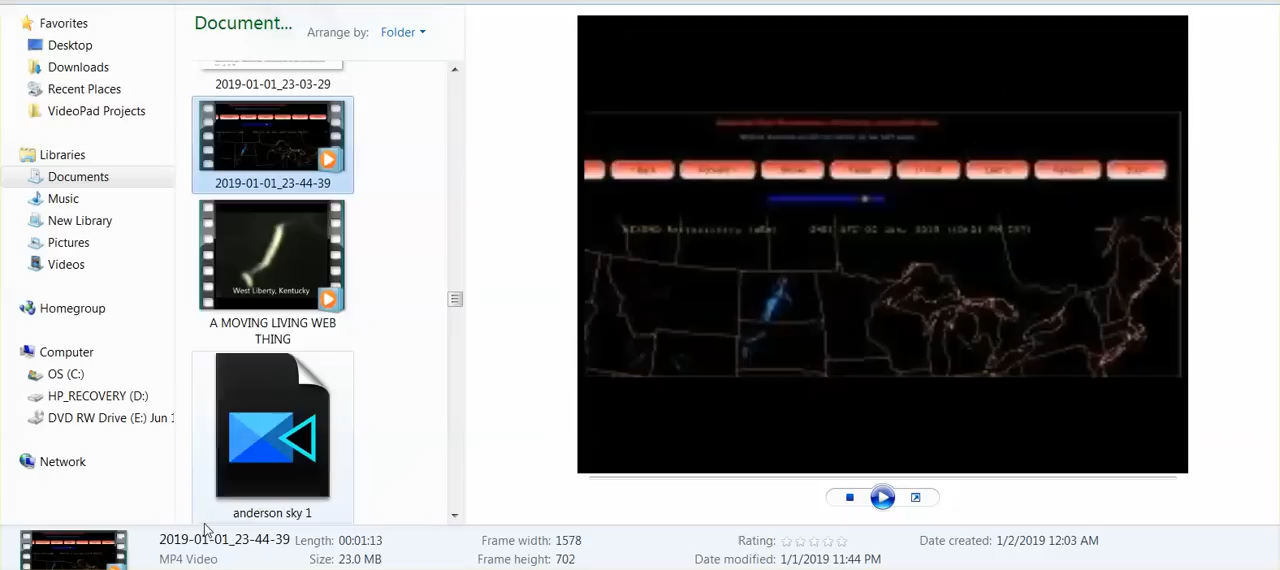 Favorites
Desktop
Downloads
Recent Places
VideoPad Projects
Libraries
Documents
Music
New Library
Pictures
Videos
Homegroup
Computer
OS (C:)
HP_RECOVERY (D:)
DVD RW Drive (E:) Jun 1
Network
Document...
Arrange by: Folder
2019-01-01_23-03-29
2019-01-01_23-44-39
West Liberty, Kentucky
A MOVING LIVING WEB
THING
anderson sky 1
2019-01-01_23-44-39
MP4 Video
Length: 00:01:13
Size: 23.0 MB
Frame width: 1578
Frame height: 702
Rating:
Date modified: 1/1/2019 11:44 PM
Date created: 1/2/2019 12:03 AM